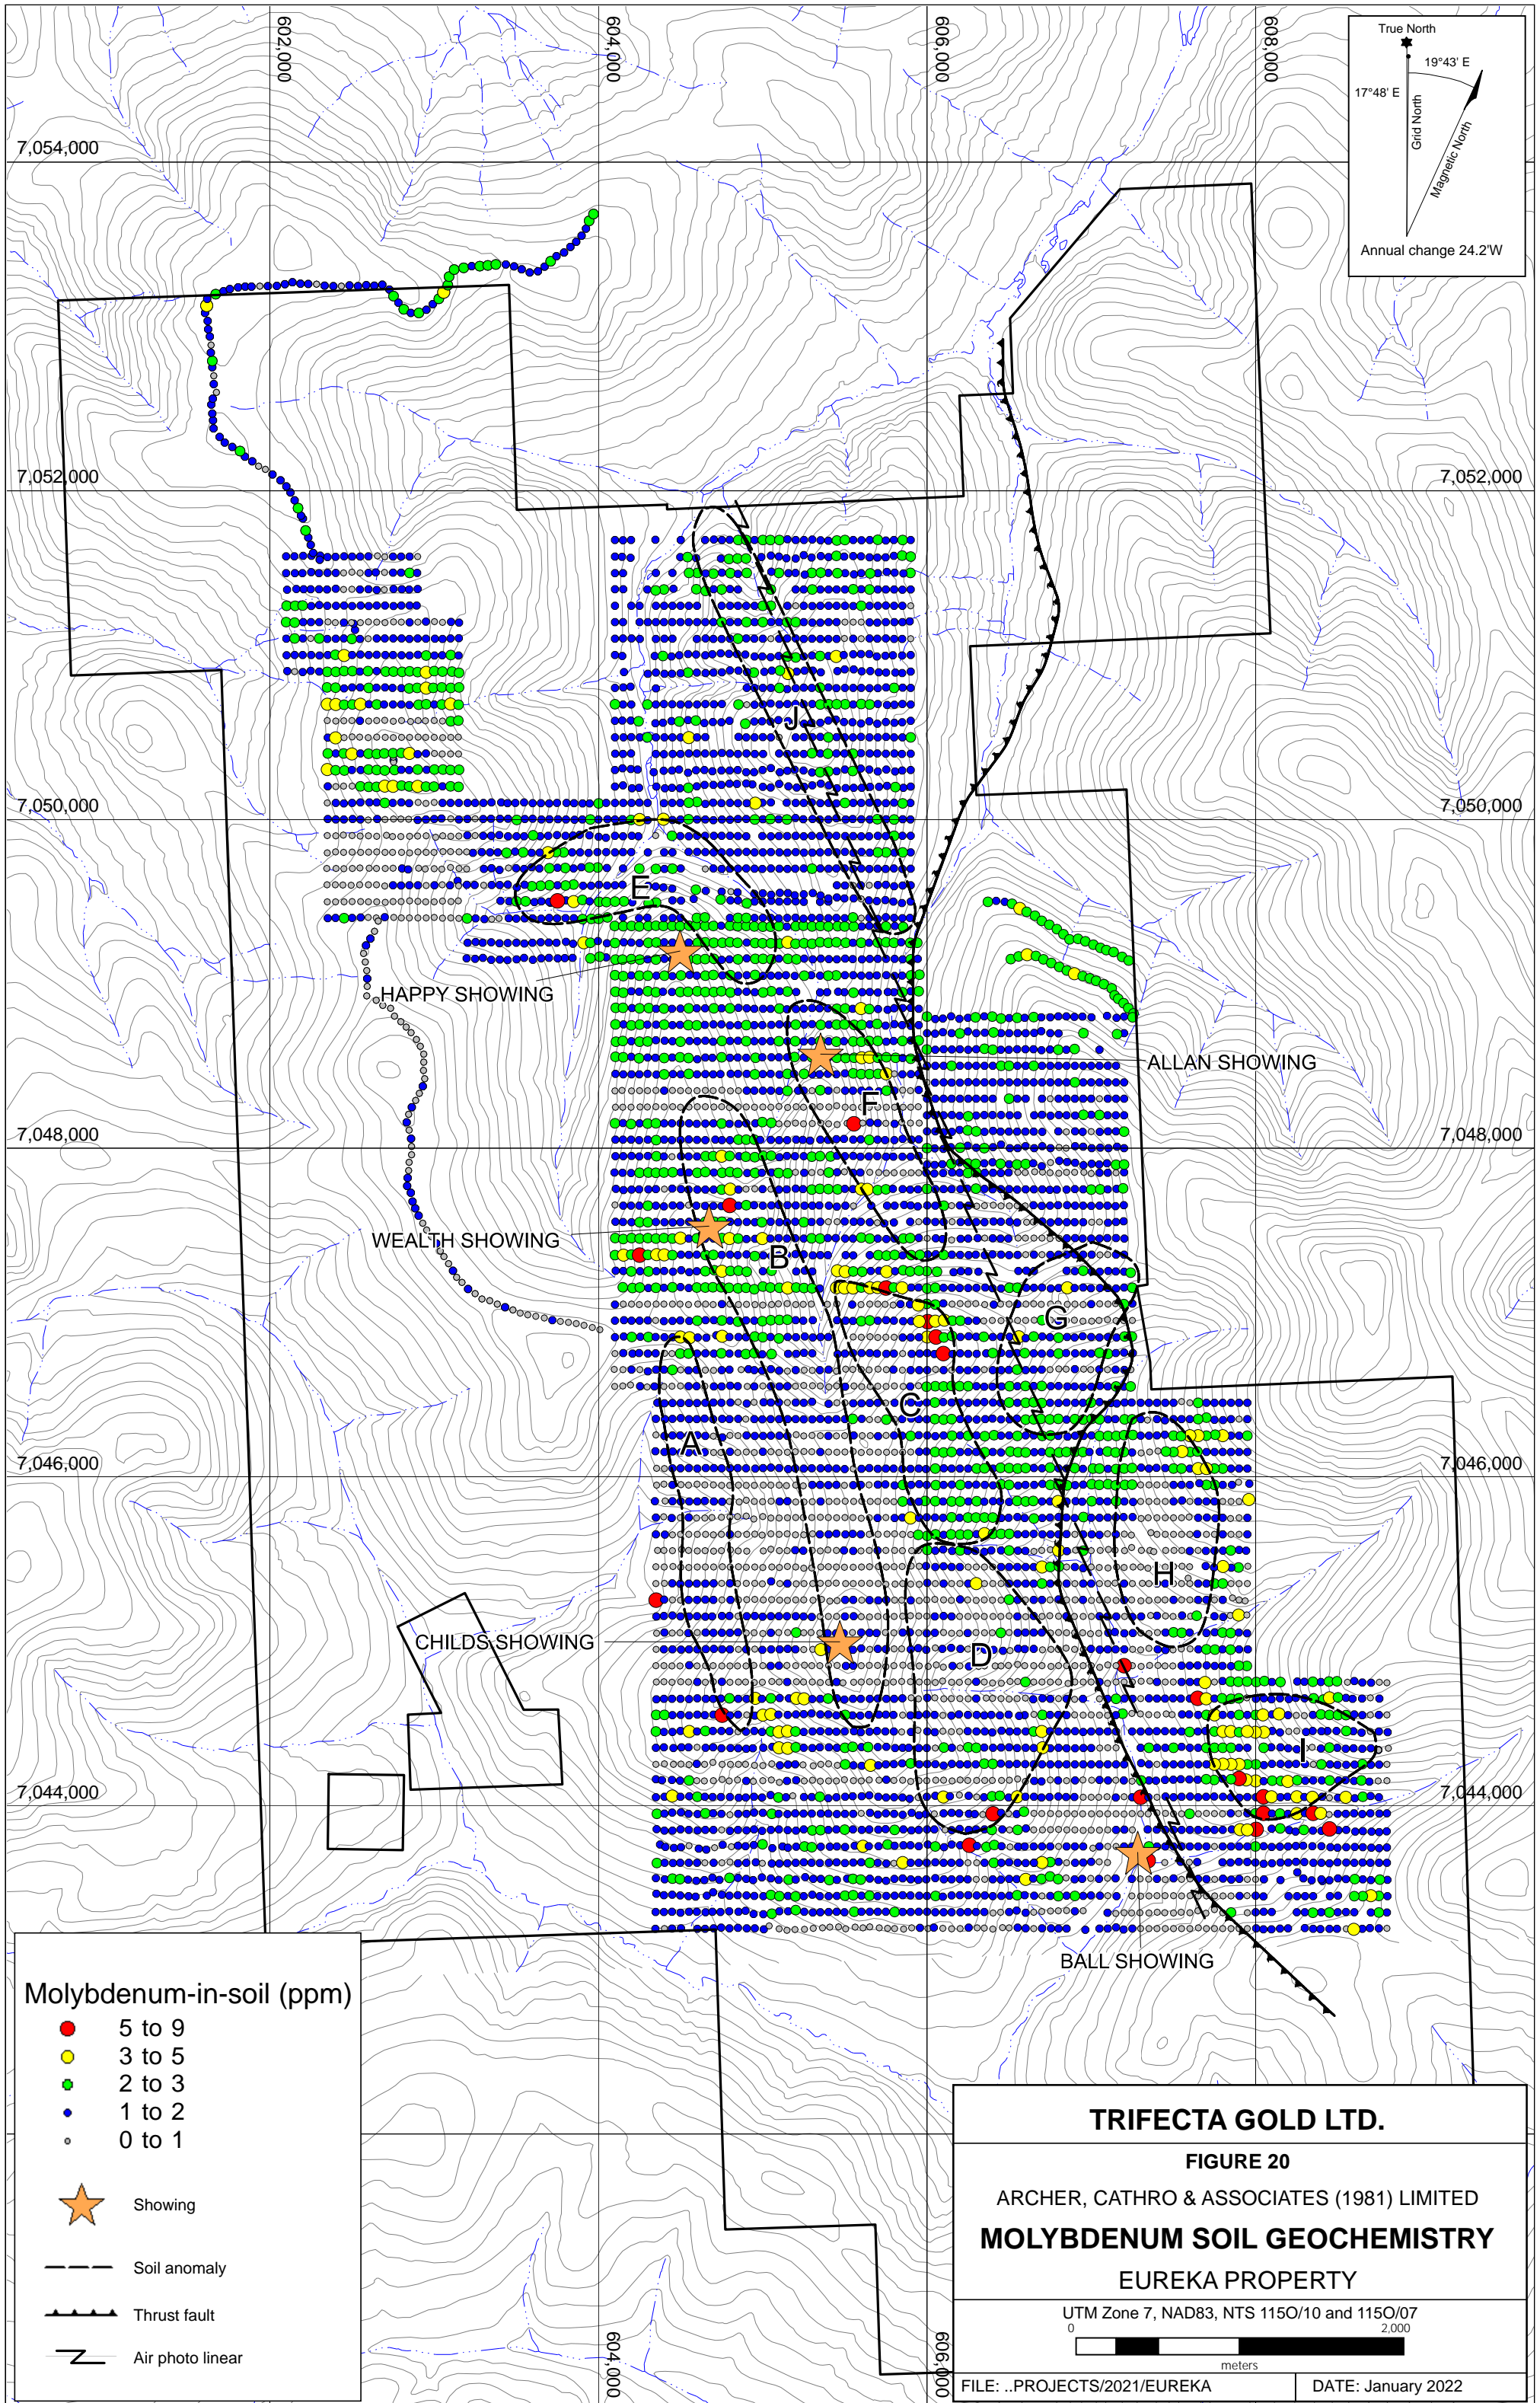 602,000
604,000
606,000
608,000
True North
19°43' E
17°48' E
Grid North
Magnetic North
Annual change 24.2'W
7,054,000
7,052,000
7,052,000
J
7,050,000
7,050,000
E
HAPPY SHOWING
ALLAN SHOWING
F
7,048,000
7,048,000
WEALTH SHOWING
B
G
C
A
7,046,000
7,046,000
H
CHILDS SHOWING
D
I
7,044,000
7,044,000
BALL SHOWING
Molybdenum-in-soil (ppm)
5 to 9
3 to 5
2 to 3
1 to 2
0 to 1
Showing
Soil anomaly
Thrust fault
Air photo linear
604,000
606,000
TRIFECTA GOLD LTD.
FIGURE 20
ARCHER, CATHRO & ASSOCIATES (1981) LIMITED
MOLYBDENUM SOIL GEOCHEMISTRY
EUREKA PROPERTY
UTM Zone 7, NAD83, NTS 115O/10 and 115O/07
0 2,000
meters
FILE: ..PROJECTS/2021/EUREKA
DATE: January 2022